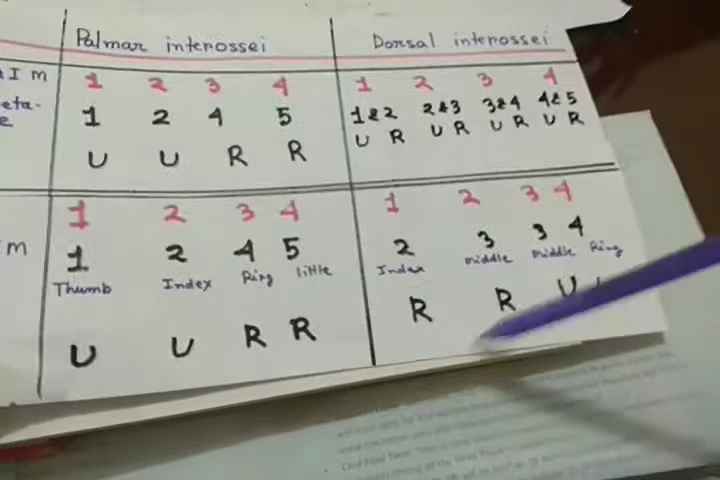 Palmar interossei Dorsal interossei
I m 1 2 3 4 1 2 3 4
eta- 1 2 4 5 1&2 2&3 3&4 4&5
e U U R R U R U R U R U R
1 2 3 4 1 2 3 4
m 1 2 4 5 2 3 3 4
Thumb Index Ring little Index middle middle Ring
U U R R R R U